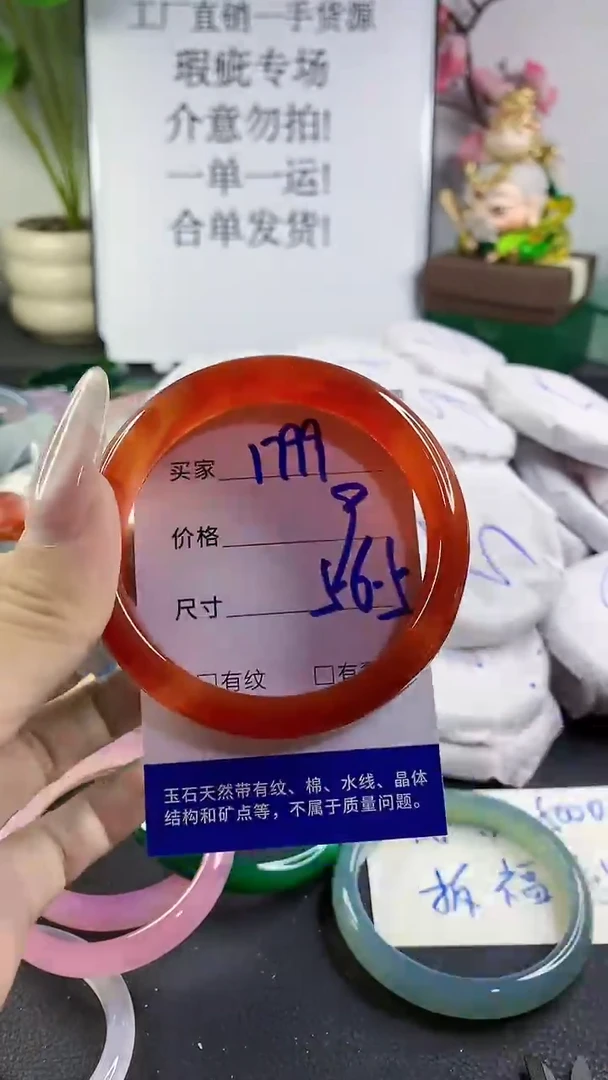 工厂直销一手货源
瑕疵专场
介意勿拍!
一单一运!
合单发货!
买家 1799
价格
尺寸 56.5
□有纹 □有
玉石天然带有纹、棉、水线、晶体
结构和矿点等，不属于质量问题。
拆福